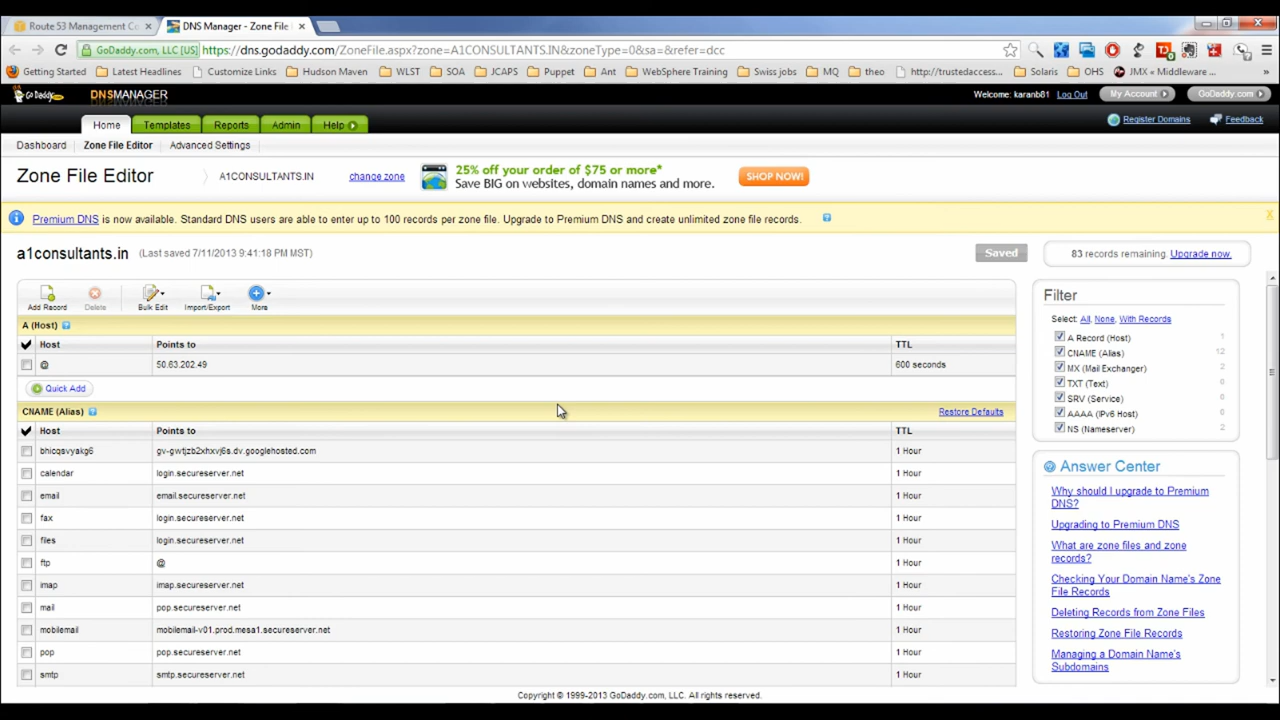 Route 53 Management Co
DNS Manager - Zone File
GoDaddy.com, LLC [US] https://dns.godaddy.com/ZoneFile.aspx?zone=A1CONSULTANTS.IN&zoneType=0&sa=&refer=dcc
Getting Started Latest Headlines Customize Links Hudson Maven WLST SOA JCAPS Puppet Ant WebSphere Training Swiss jobs MQ theo http://trustedaccess... Solaris OHS JMX « Middleware ... »
Go Daddy DNSMANAGER Welcome: karanb81 Log Out My Account GoDaddy.com
Home Templates Reports Admin Help Register Domains Feedback
Dashboard Zone File Editor Advanced Settings
Zone File Editor A1CONSULTANTS.IN change zone
25% off your order of $75 or more*
Save BIG on websites, domain names and more.
SHOP NOW!
Premium DNS is now available. Standard DNS users are able to enter up to 100 records per zone file. Upgrade to Premium DNS and create unlimited zone file records. ? X
a1consultants.in (Last saved 7/11/2013 9:41:18 PM MST) Saved 83 records remaining. Upgrade now.
Add Record Delete Bulk Edit Import/Export More
A (Host) ?
Host Points to TTL
@ 50.63.202.49 600 seconds
Quick Add
CNAME (Alias) ? Restore Defaults
Host Points to TTL
bhicqsvyakg6 gv-gwtjzb2xhxvj6s.dv.googlehosted.com 1 Hour
calendar login.secureserver.net 1 Hour
email email.secureserver.net 1 Hour
fax login.secureserver.net 1 Hour
files login.secureserver.net 1 Hour
ftp @ 1 Hour
imap imap.secureserver.net 1 Hour
mail pop.secureserver.net 1 Hour
mobilemail mobilemail-v01.prod.mesa1.secureserver.net 1 Hour
pop pop.secureserver.net 1 Hour
smtp smtp.secureserver.net 1 Hour
Filter
Select: All, None, With Records
A Record (Host) 1
CNAME (Alias) 12
MX (Mail Exchanger) 2
TXT (Text) 0
SRV (Service) 0
AAAA (IPv6 Host) 0
NS (Nameserver) 2
Answer Center
Why should I upgrade to Premium
DNS?
Upgrading to Premium DNS
What are zone files and zone
records?
Checking Your Domain Name's Zone
File Records
Deleting Records from Zone Files
Restoring Zone File Records
Managing a Domain Name's
Subdomains
Copyright © 1999-2013 GoDaddy.com, LLC. All rights reserved.